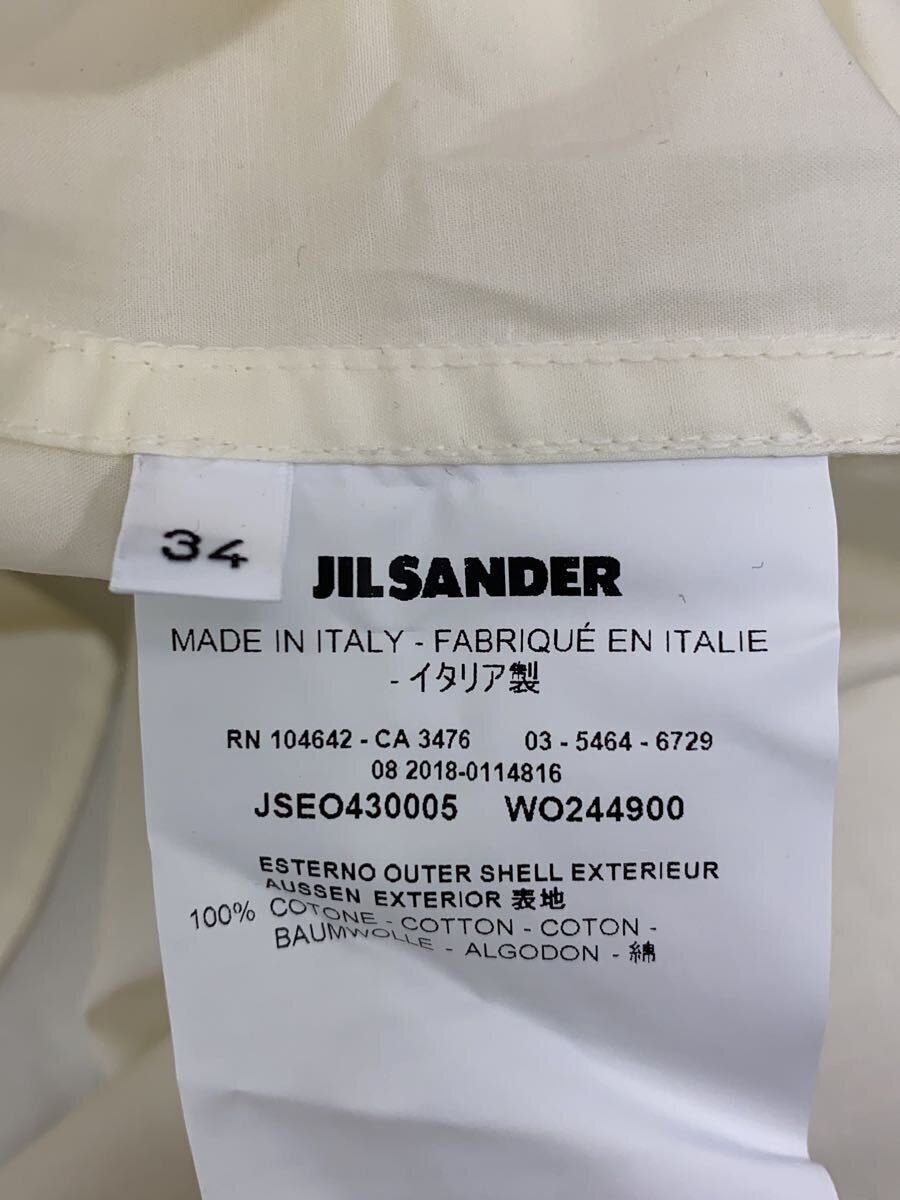 34
JIL SANDER
MADE IN ITALY - FABRIQUÉ EN ITALIE
- イタリア製
RN 104642 - CA 3476 03 - 5464 - 6729
08 2018-0114816
JSEO430005 WO244900
ESTERNO OUTER SHELL EXTERIEUR
AUSSEN EXTERIOR 表地
100% COTONE - COTTON - COTON -
BAUMWOLLE - ALGODON - 綿